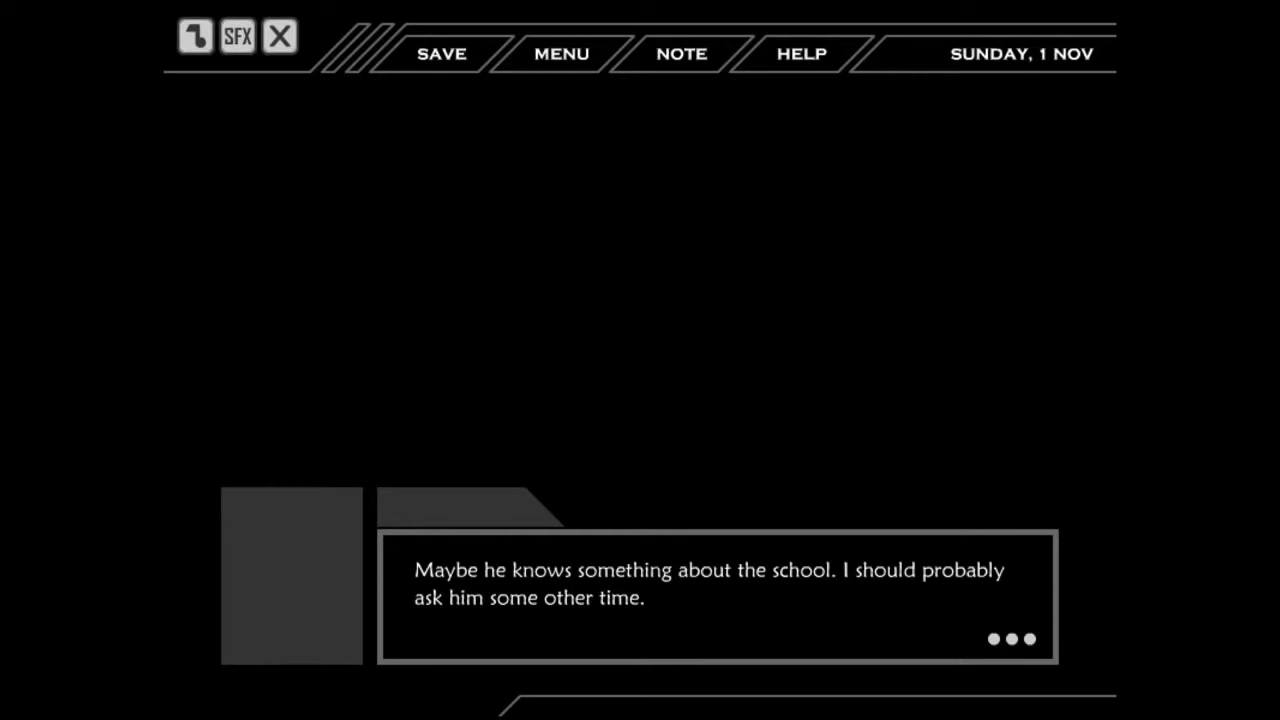 SFX X SAVE MENU NOTE HELP SUNDAY, 1 NOV
Maybe he knows something about the school. I should probably
ask him some other time.